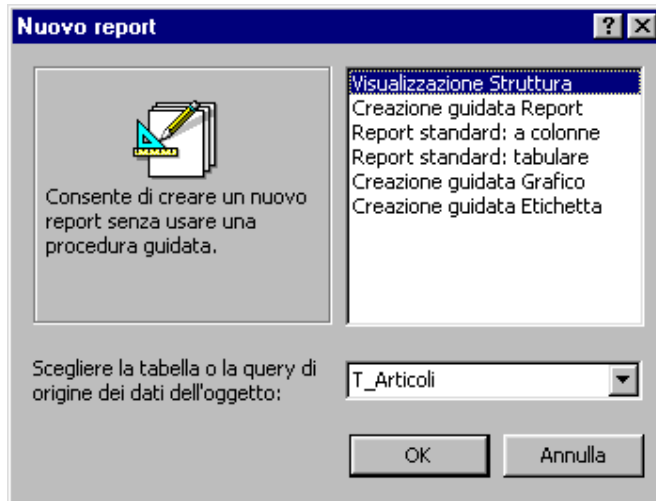 Nuovo report
Visualizzazione Struttura
Creazione guidata Report
Report standard: a colonne
Report standard: tabulare
Creazione guidata Grafico
Creazione guidata Etichetta
Consente di creare un nuovo
report senza usare una
procedura guidata.
Scegliere la tabella o la query di
origine dei dati dell'oggetto:
T_Articoli
OK
Annulla